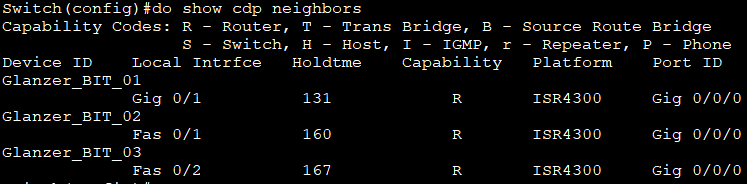 Switch(config)#do show cdp neighbors
Capability Codes: R - Router, T - Trans Bridge, B - Source Route Bridge
S - Switch, H - Host, I - IGMP, r - Repeater, P - Phone
Device ID Local Intrfce Holdtme Capability Platform Port ID
Glanzer_BIT_01
Gig 0/1 131 R ISR4300 Gig 0/0/0
Glanzer_BIT_02
Fas 0/1 160 R ISR4300 Gig 0/0/0
Glanzer_BIT_03
Fas 0/2 167 R ISR4300 Gig 0/0/0